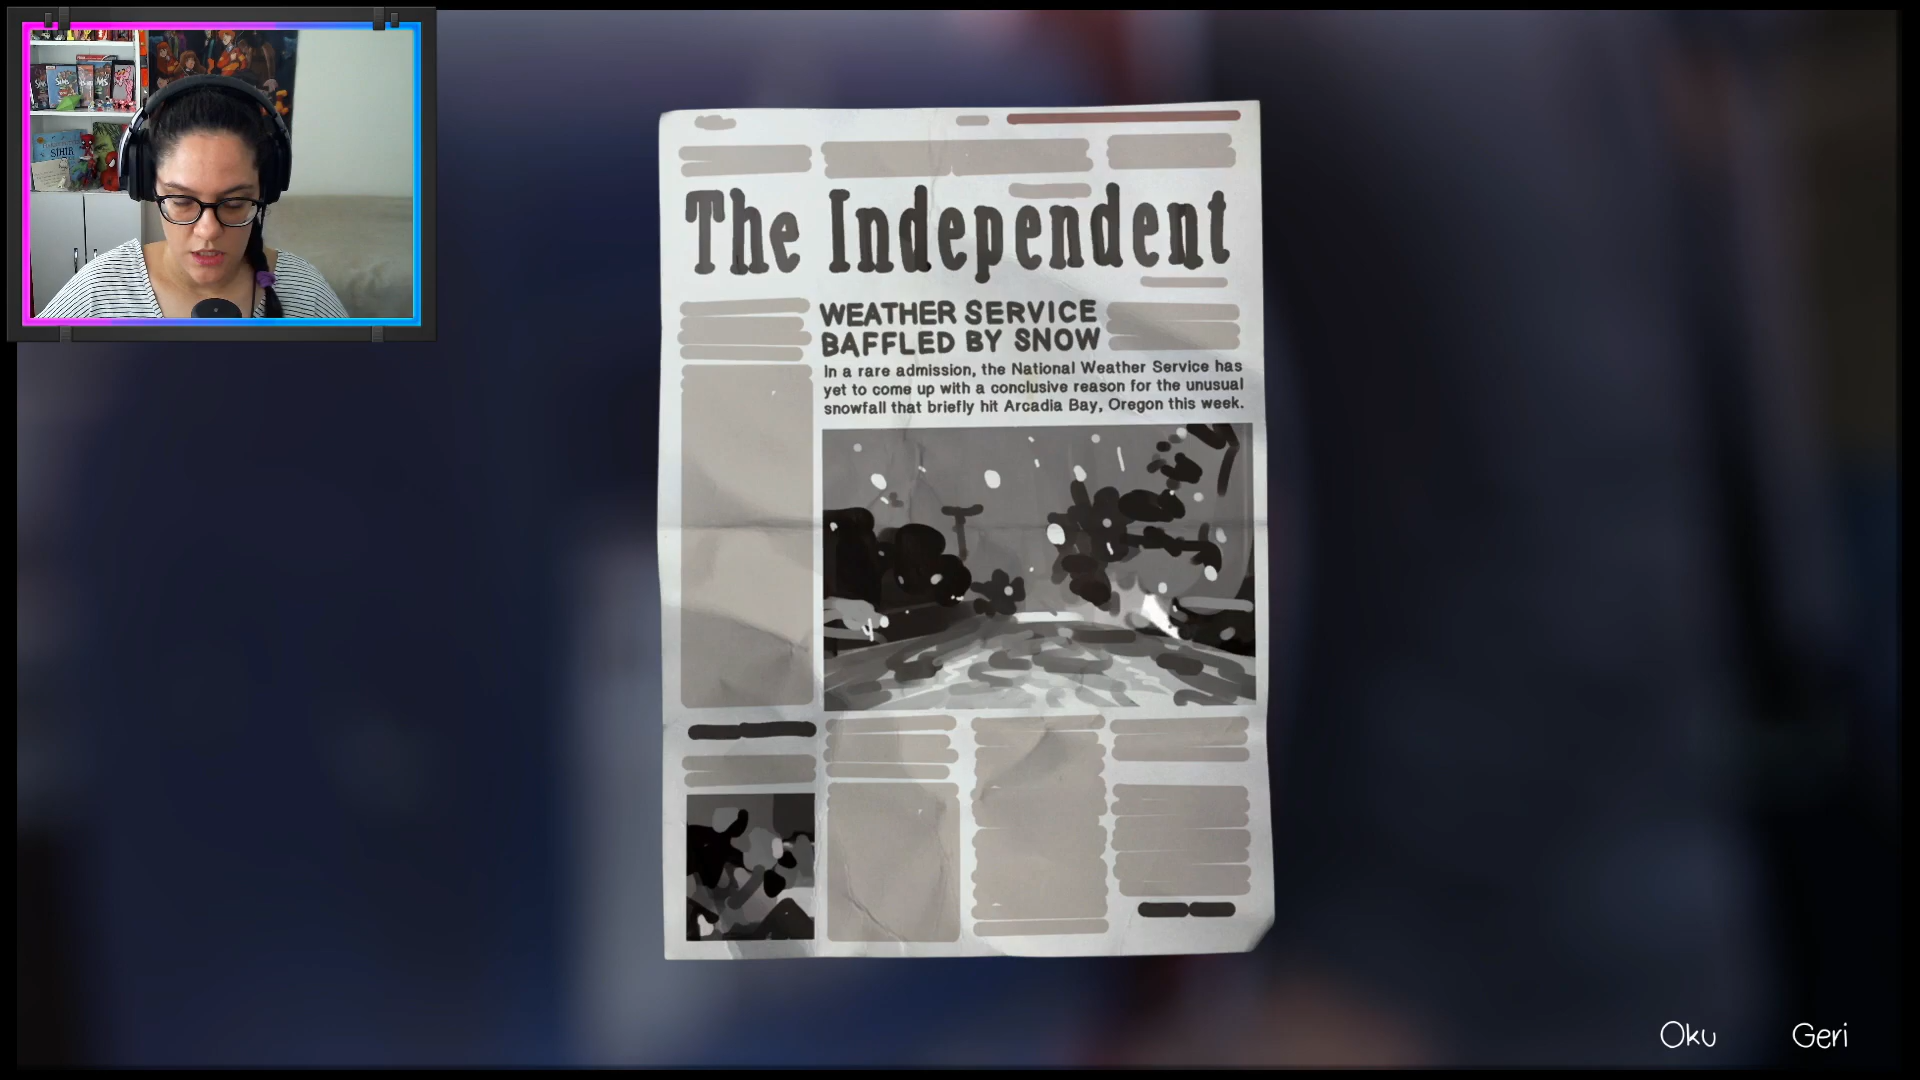 The Independent
WEATHER SERVICE
BAFFLED BY SNOW
In a rare admission, the National Weather Service has
yet to come up with a conclusive reason for the unusual
snowfall that briefly hit Arcadia Bay, Oregon this week.
SIHIR
Oku
Geri